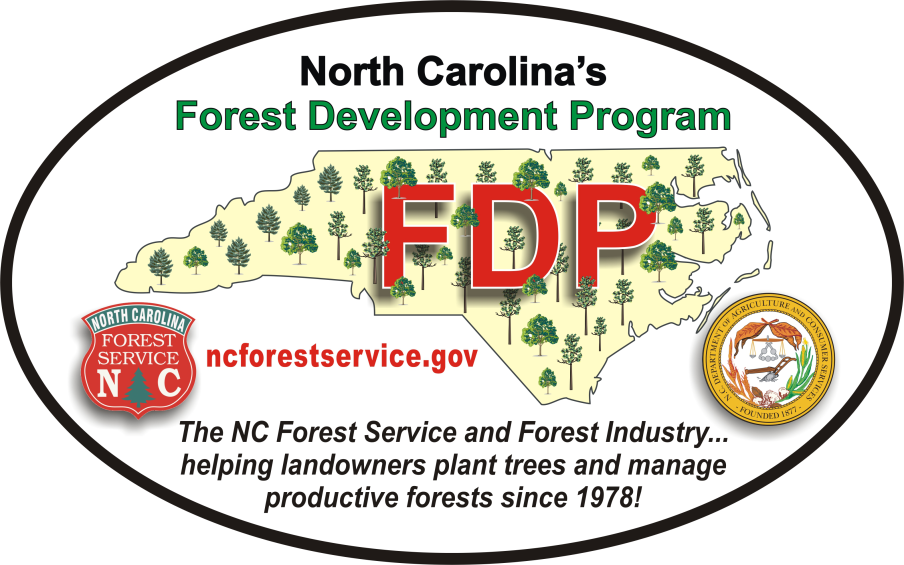 North Carolina’s
Forest Development Program
FDP
NORTH CAROLINA
FOREST
SERVICE
N C
ncforestservice.gov
N.C. DEPARTMENT OF AGRICULTURE AND CONSUMER SERVICES
- FOUNDED 1877 -
The NC Forest Service and Forest Industry...
helping landowners plant trees and manage
productive forests since 1978!